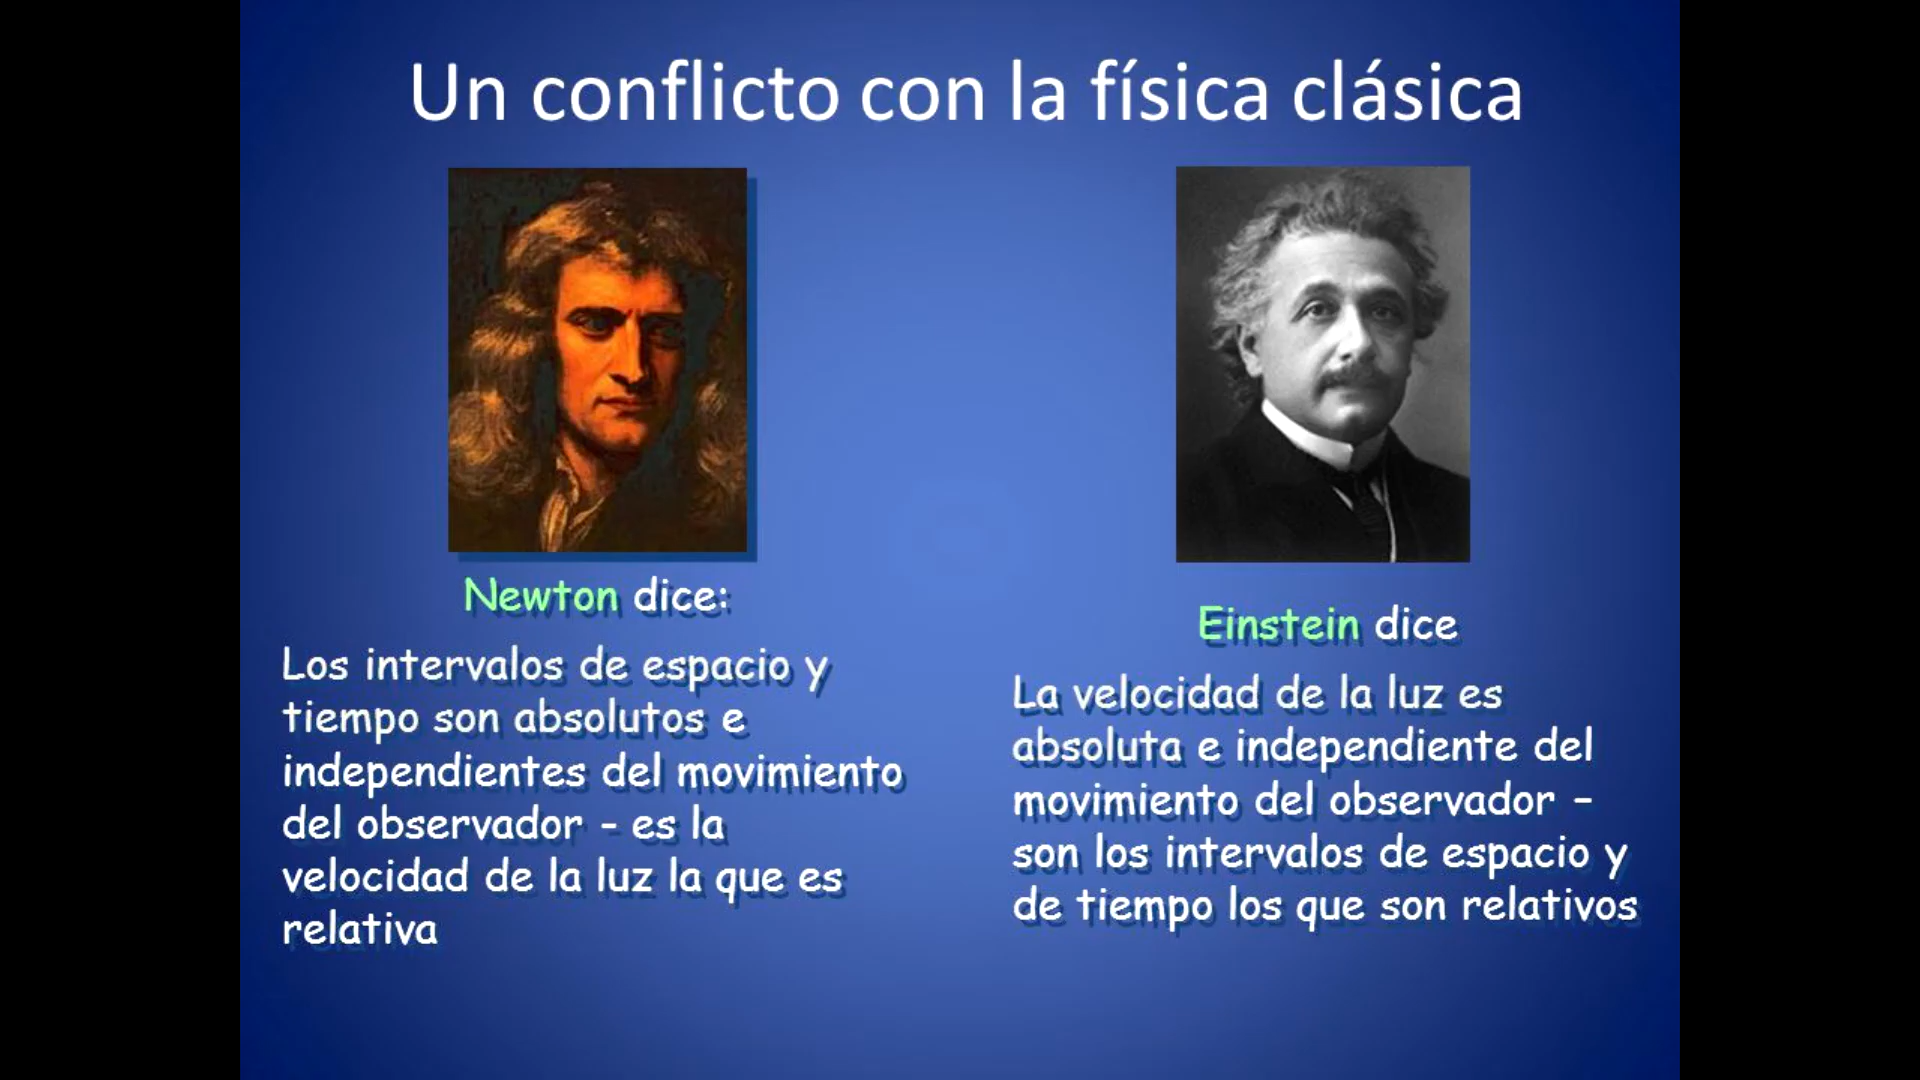 Un conflicto con la física clásica
Newton dice:
Los intervalos de espacio y
tiempo son absolutos e
independientes del movimiento
del observador - es la
velocidad de la luz la que es
relativa
Einstein dice
La velocidad de la luz es
absoluta e independiente del
movimiento del observador –
son los intervalos de espacio y
de tiempo los que son relativos